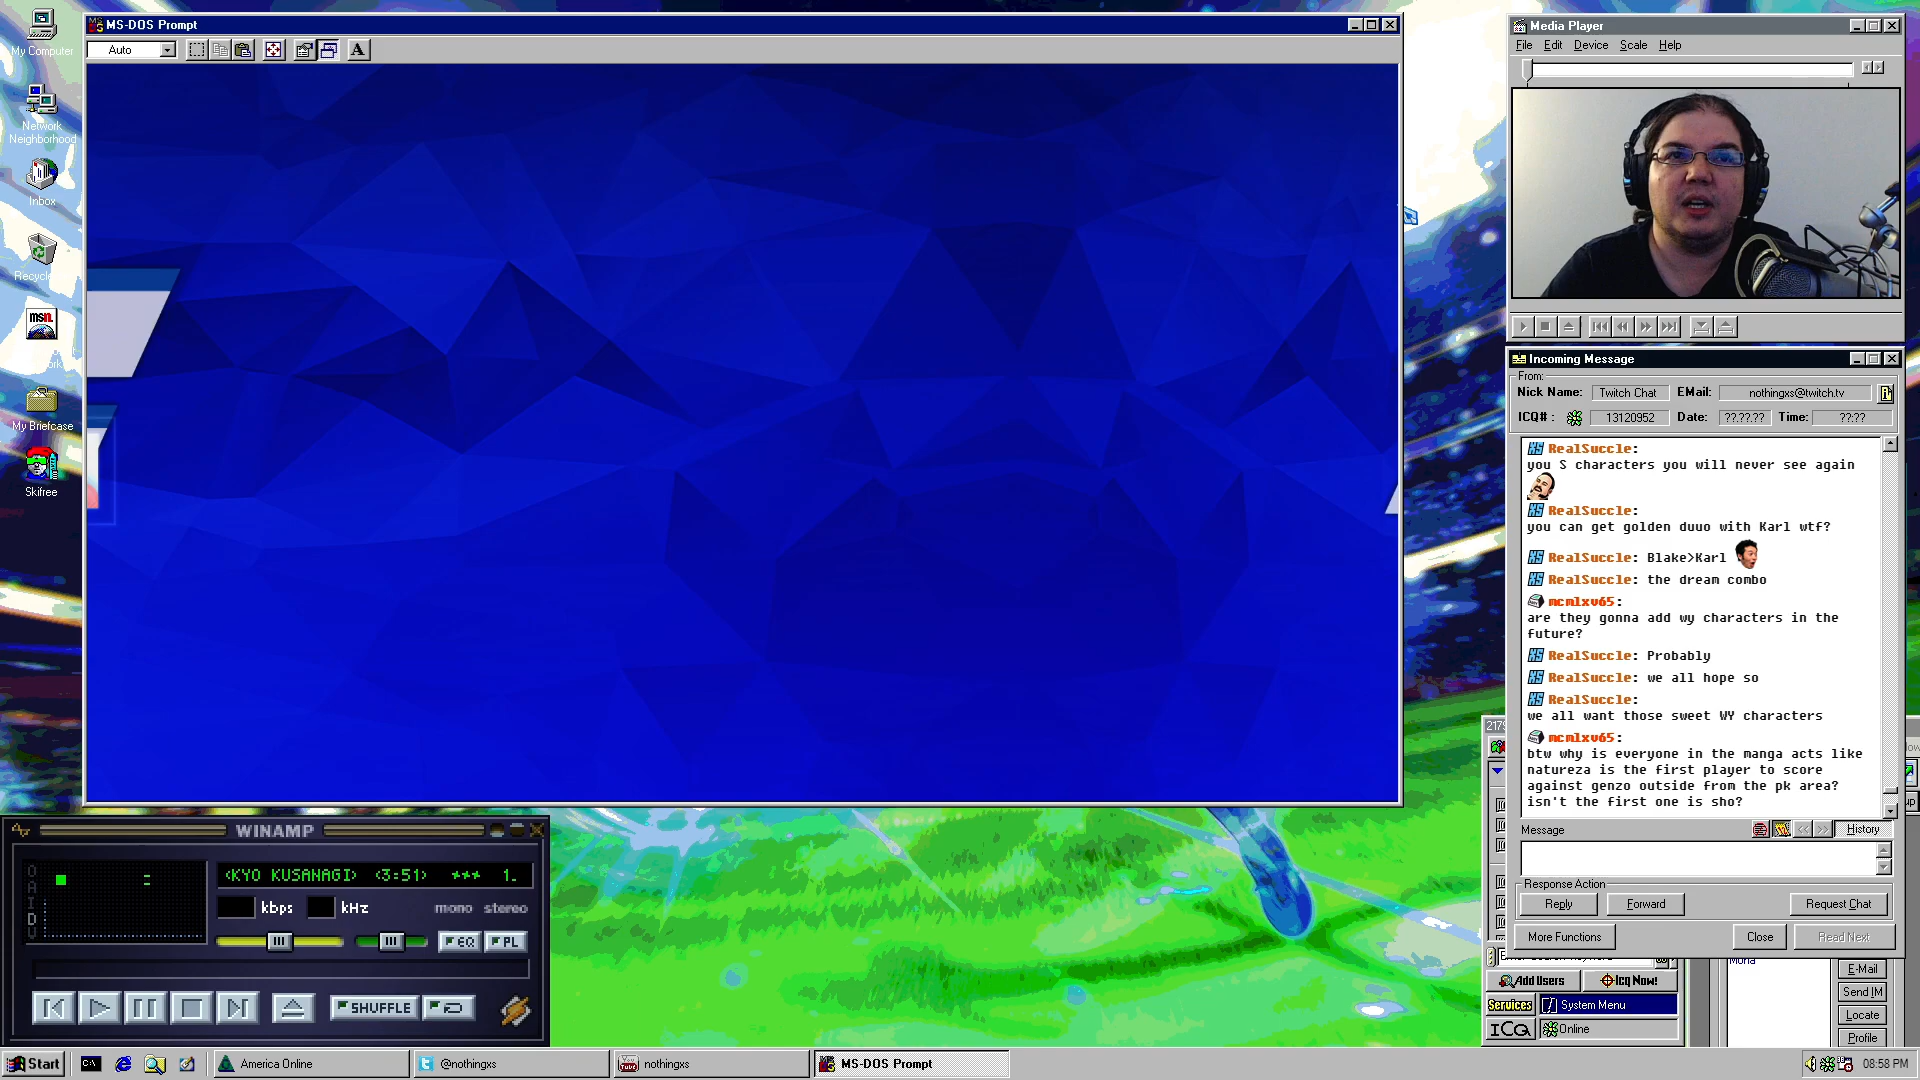 My Computer
Network
Neighborhood
Inbox
Recycle
msn
My Briefcase
Skifree
MS-DOS Prompt
Auto
A
Media Player
File Edit Device Scale Help
Incoming Message
From:
Nick Name: Twitch Chat EMail: nothingxs@twitch.tv
ICQ# : 13120952 Date: ??.??.?? Time: ??:??
RealSuccle:
you S characters you will never see again
RealSuccle:
you can get golden duuo with Karl wtf?
RealSuccle: Blake>Karl
RealSuccle: the dream combo
mcmlxv65:
are they gonna add wy characters in the
future?
RealSuccle: Probably
RealSuccle: we all hope so
RealSuccle:
we all want those sweet WY characters
mcmlxv65:
btw why is everyone in the manga acts like
natureza is the first player to score
against genzo outside from the pk area?
isn't the first one is sho?
Message
History
Response Action
Reply Forward Request Chat
More Functions Close Read Next
Add Users Icq Now!
Services System Menu
ICQ Online
E-Mail
Send IM
Locate
Profile
WINAMP
<KYO KUSANAGI> <3:51> +++ 1.
kbps kHz mono stereo
EQ PL
SHUFFLE
Start
America Online
@nothingxs
nothingxs
MS-DOS Prompt
08:58 PM